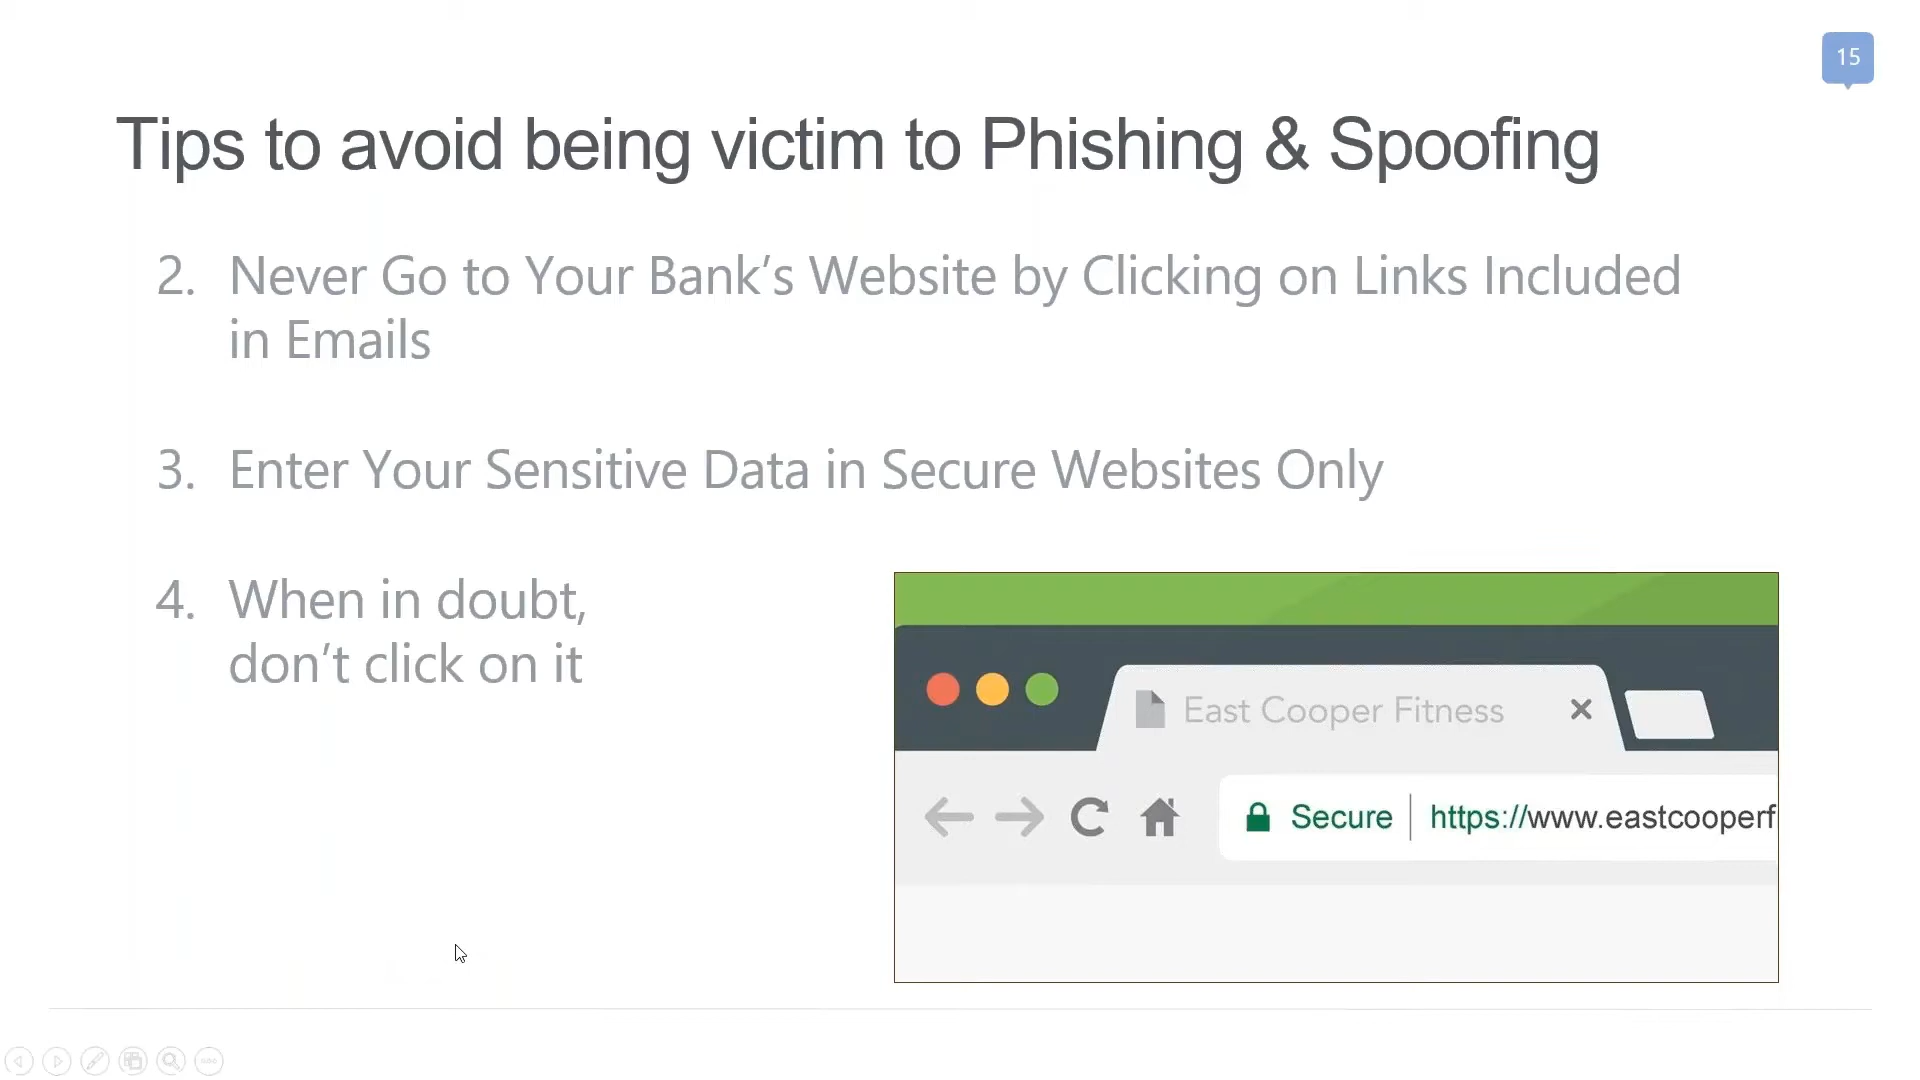 15
Tips to avoid being victim to Phishing & Spoofing
2. Never Go to Your Bank’s Website by Clicking on Links Included
in Emails
3. Enter Your Sensitive Data in Secure Websites Only
4. When in doubt,
don’t click on it
East Cooper Fitness
Secure https://www.eastcooperf